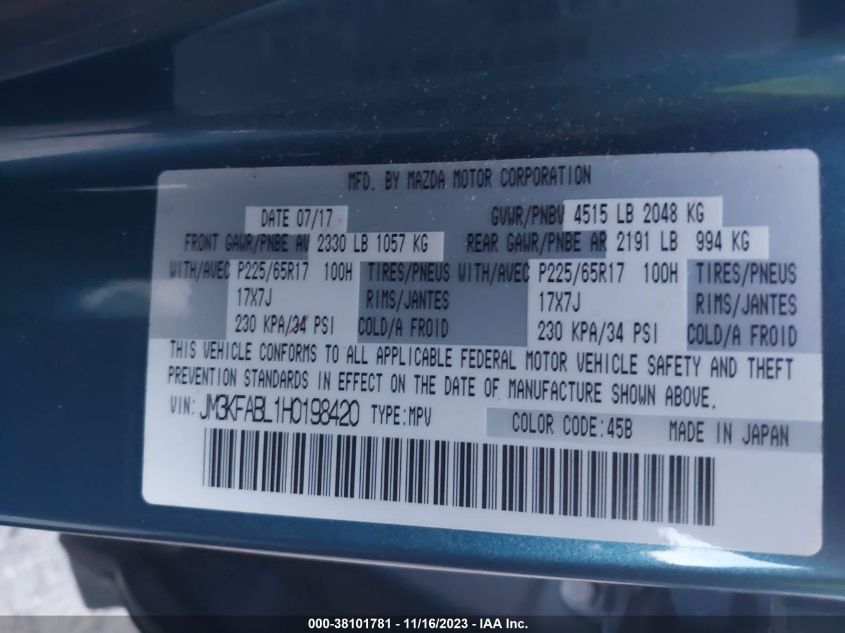 MFD. BY MAZDA MOTOR CORPORATION
DATE 07/17 GVWR/PNBV 4515 LB 2048 KG
FRONT GAWR/PNBE AV 2330 LB 1057 KG REAR GAWR/PNBE AR 2191 LB 994 KG
WITH/AVEC P225/65R17 100H TIRES/PNEUS WITH/AVEC P225/65R17 100H TIRES/PNEUS
17X7J RIMS/JANTES 17X7J RIMS/JANTES
230 KPA/34 PSI COLD/A FROID 230 KPA/34 PSI COLD/A FROID
THIS VEHICLE CONFORMS TO ALL APPLICABLE FEDERAL MOTOR VEHICLE SAFETY AND THEFT
PREVENTION STANDARDS IN EFFECT ON THE DATE OF MANUFACTURE SHOWN ABOVE.
VIN: JM3KFABL1H0198420 TYPE:MPV COLOR CODE:45B MADE IN JAPAN
000-38101781 - 11/16/2023 - IAA Inc.